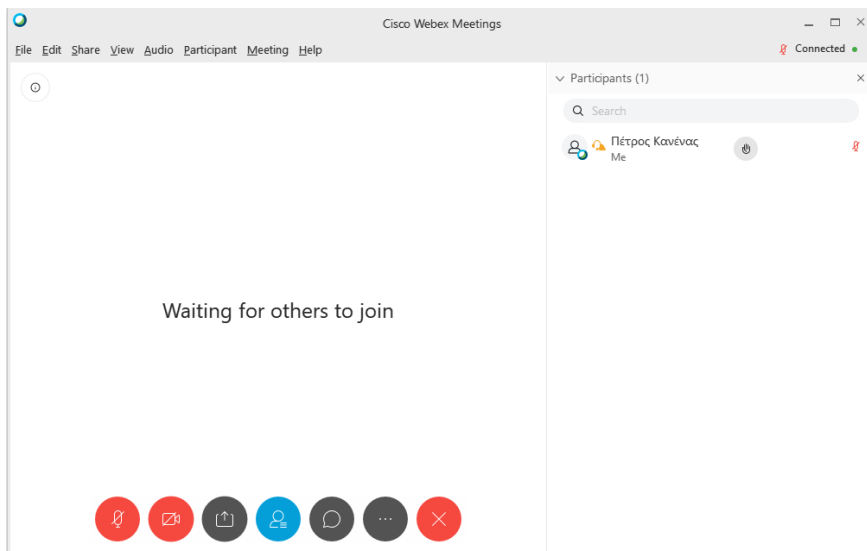 Cisco Webex Meetings
File Edit Share View Audio Participant Meeting Help
Connected
Participants (1)
Search
Πέτρος Κανένας
Me
Waiting for others to join